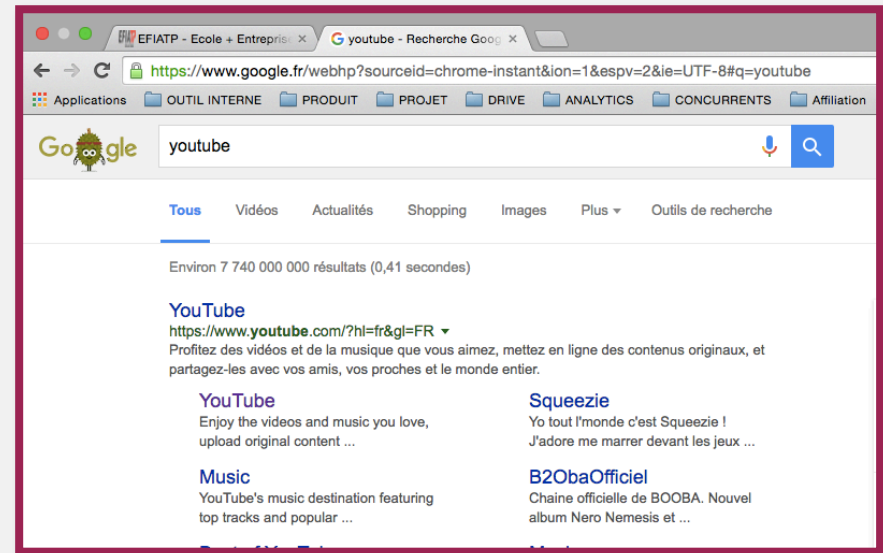 EFIATP - Ecole + Entreprise
youtube - Recherche Goog
https://www.google.fr/webhp?sourceid=chrome-instant&ion=1&espv=2&ie=UTF-8#q=youtube
Applications OUTIL INTERNE PRODUIT PROJET DRIVE ANALYTICS CONCURRENTS Affiliation
Google
youtube
Tous Vidéos Actualités Shopping Images Plus Outils de recherche
Environ 7 740 000 000 résultats (0,41 secondes)
YouTube
https://www.youtube.com/?hl=fr&gl=FR
Profitez des vidéos et de la musique que vous aimez, mettez en ligne des contenus originaux, et
partagez-les avec vos amis, vos proches et le monde entier.
YouTube
Enjoy the videos and music you love,
upload original content ...
Squeezie
Yo tout l'monde c'est Squeezie !
J'adore me marrer devant les jeux ...
Music
YouTube's music destination featuring
top tracks and popular ...
B2ObaOfficiel
Chaine officielle de BOOBA. Nouvel
album Nero Nemesis et ...